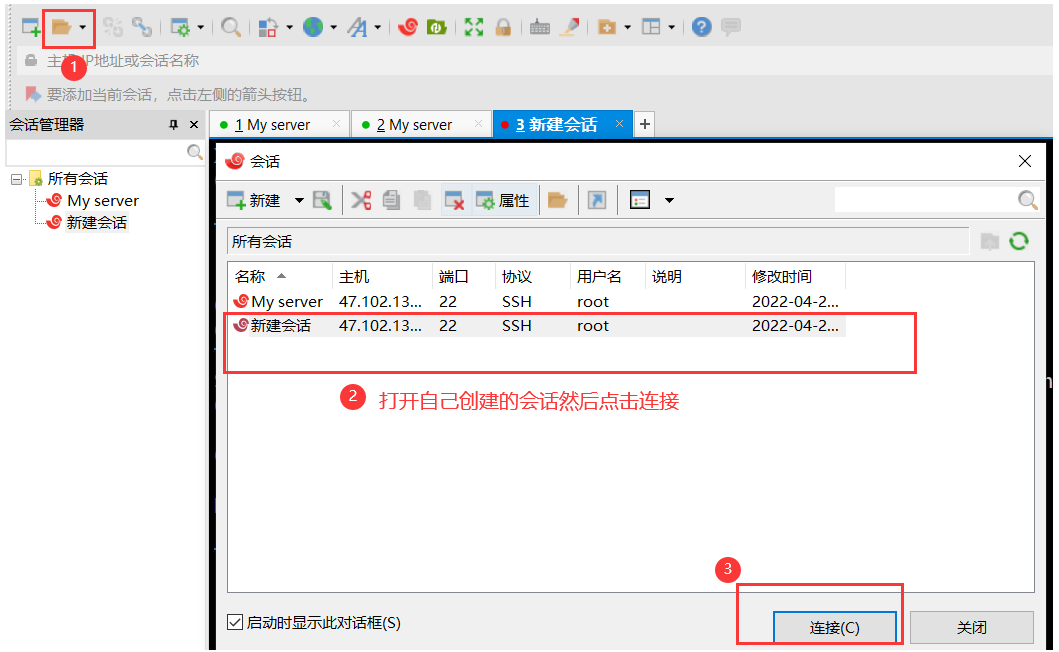 1
主机,IP地址或会话名称
要添加当前会话，点击左侧的箭头按钮。
会话管理器
1 My server
2 My server
3 新建会话
所有会话
My server
新建会话
会话
新建
属性
所有会话
名称 主机 端口 协议 用户名 说明 修改时间
My server 47.102.13... 22 SSH root 2022-04-2...
新建会话 47.102.13... 22 SSH root 2022-04-2...
2 打开自己创建的会话然后点击连接
3
启动时显示此对话框(S)
连接(C)
关闭